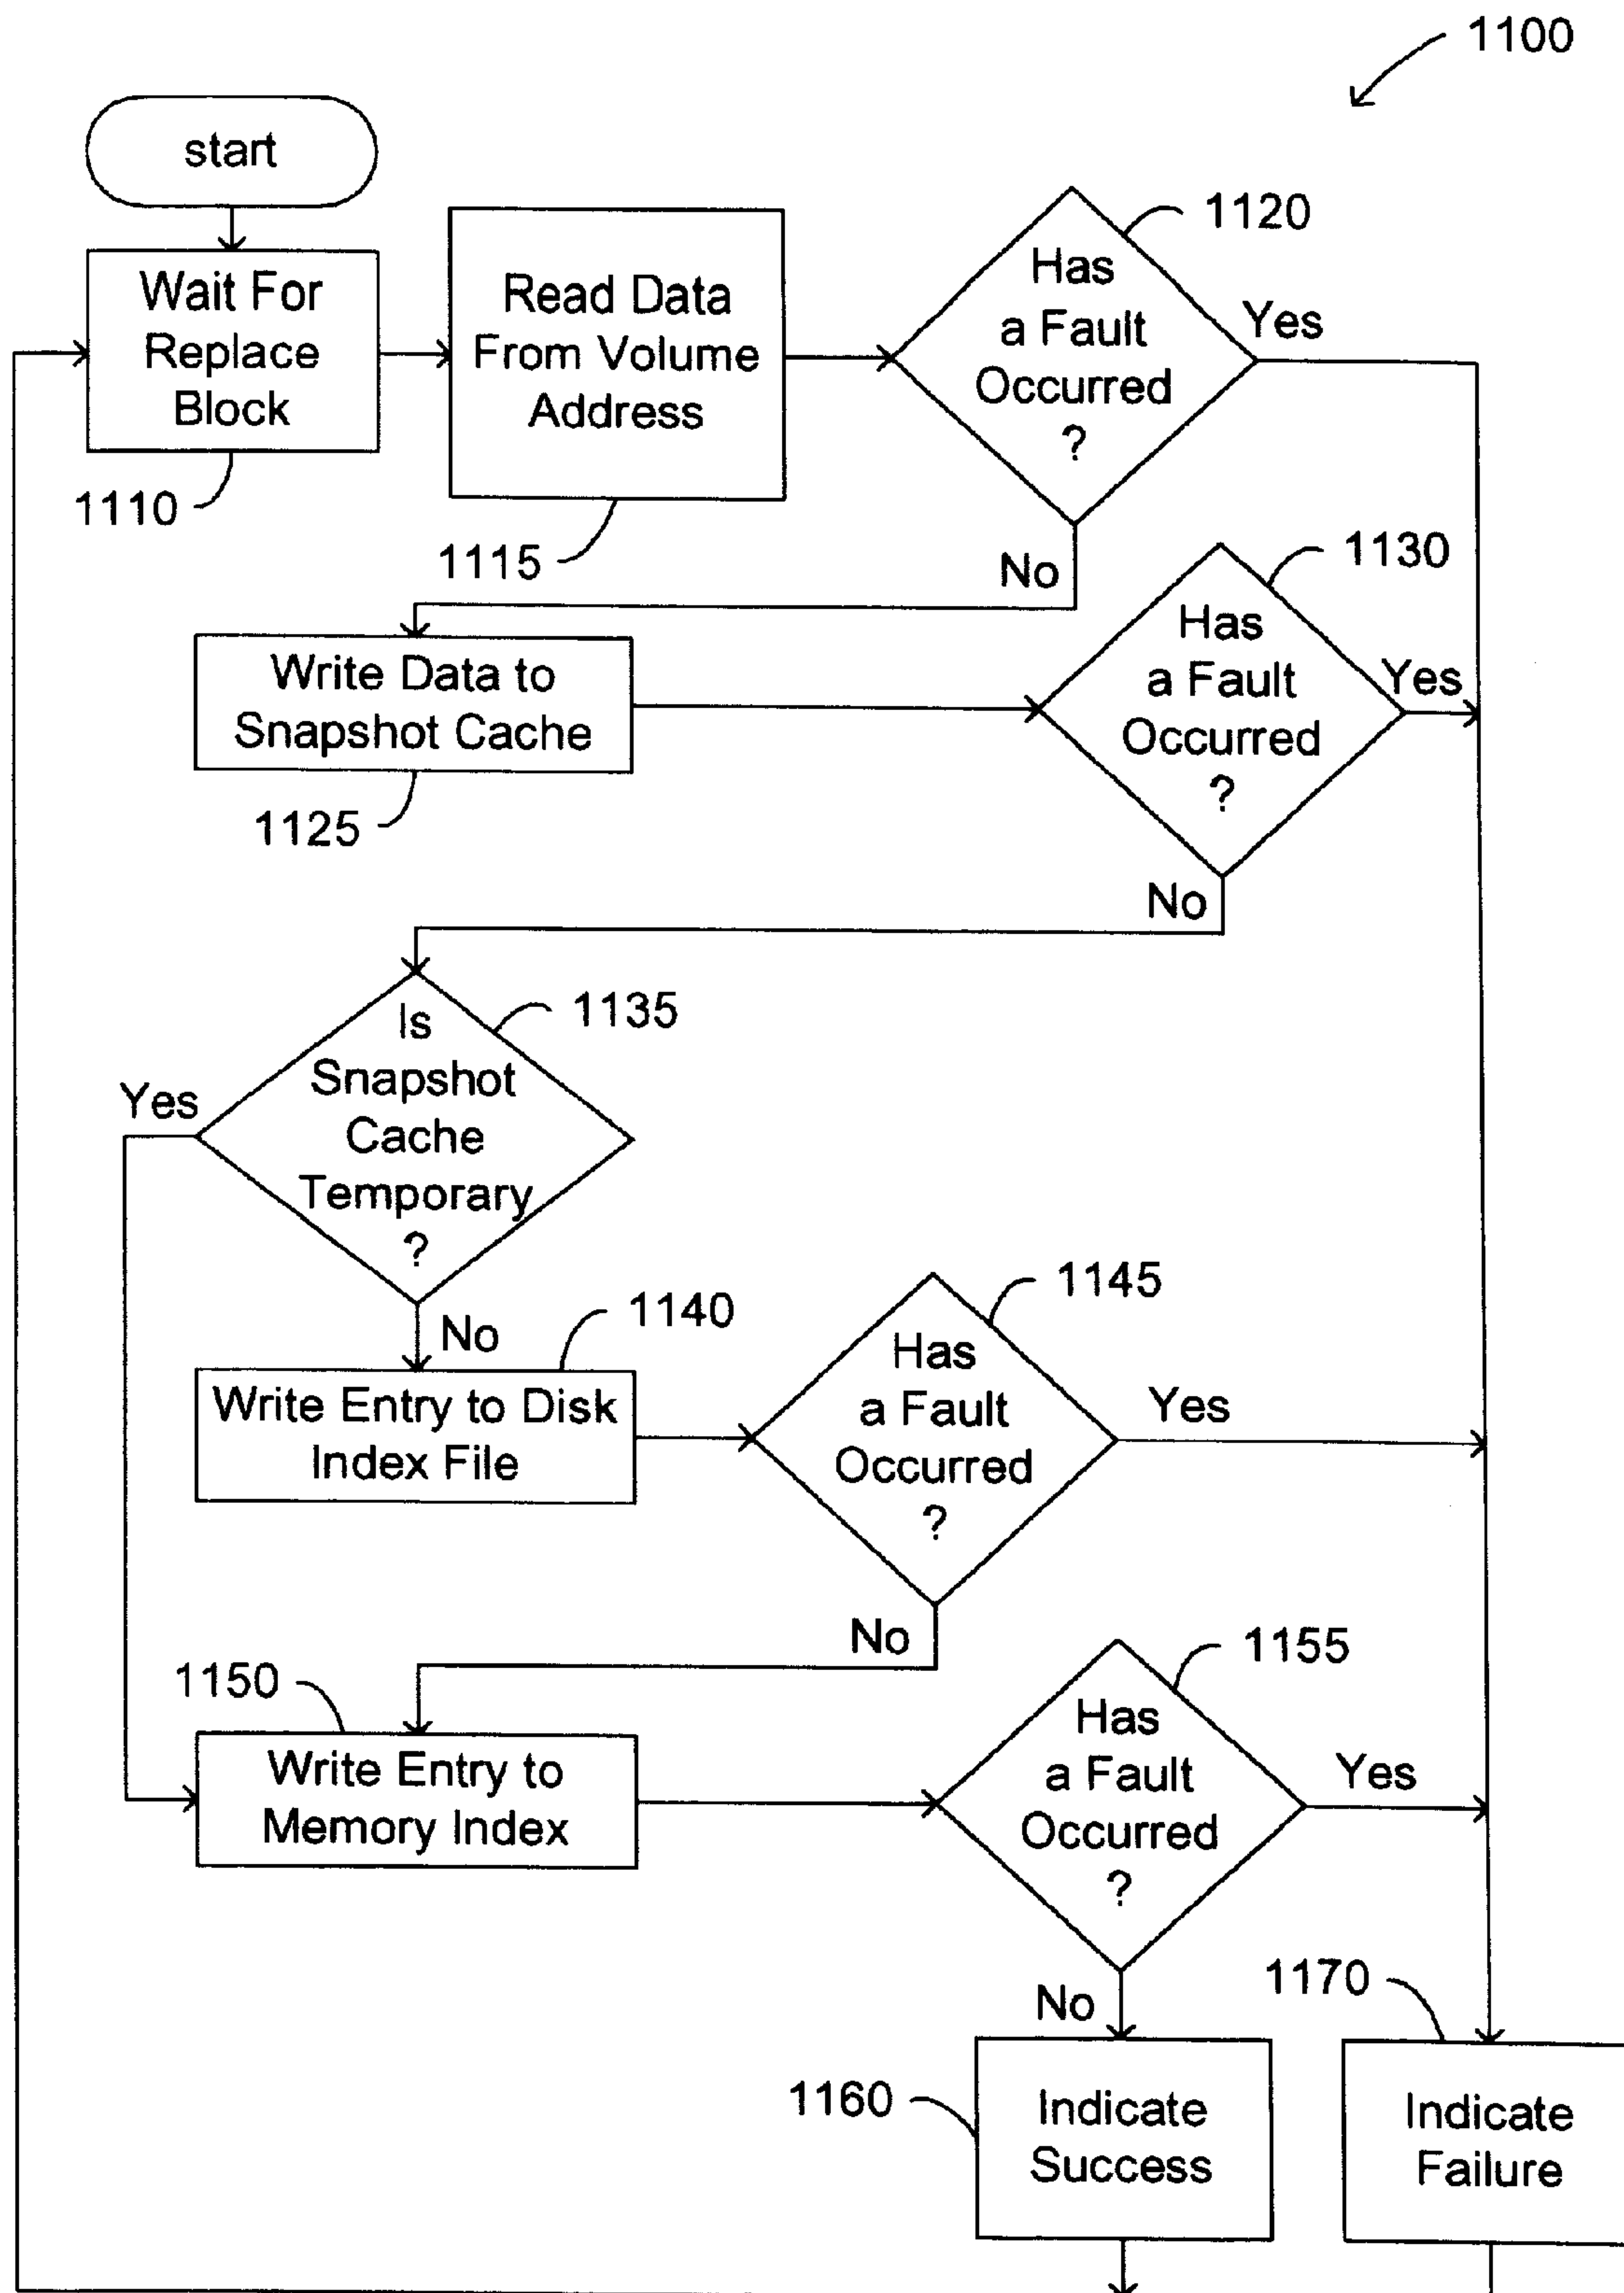 1100
start
Wait For
Replace
Block
1110
Read Data
From Volume
Address
1115
Has
a Fault
Occurred
?
1120
Yes
No
Write Data to
Snapshot Cache
1125
Has
a Fault
Occurred
?
1130
Yes
No
Is
Snapshot
Cache
Temporary
?
1135
Yes
No
1140
Write Entry to Disk
Index File
Has
a Fault
Occurred
?
1145
Yes
No
1150
Write Entry to
Memory Index
Has
a Fault
Occurred
?
1155
Yes
No
1160
Indicate
Success
1170
Indicate
Failure